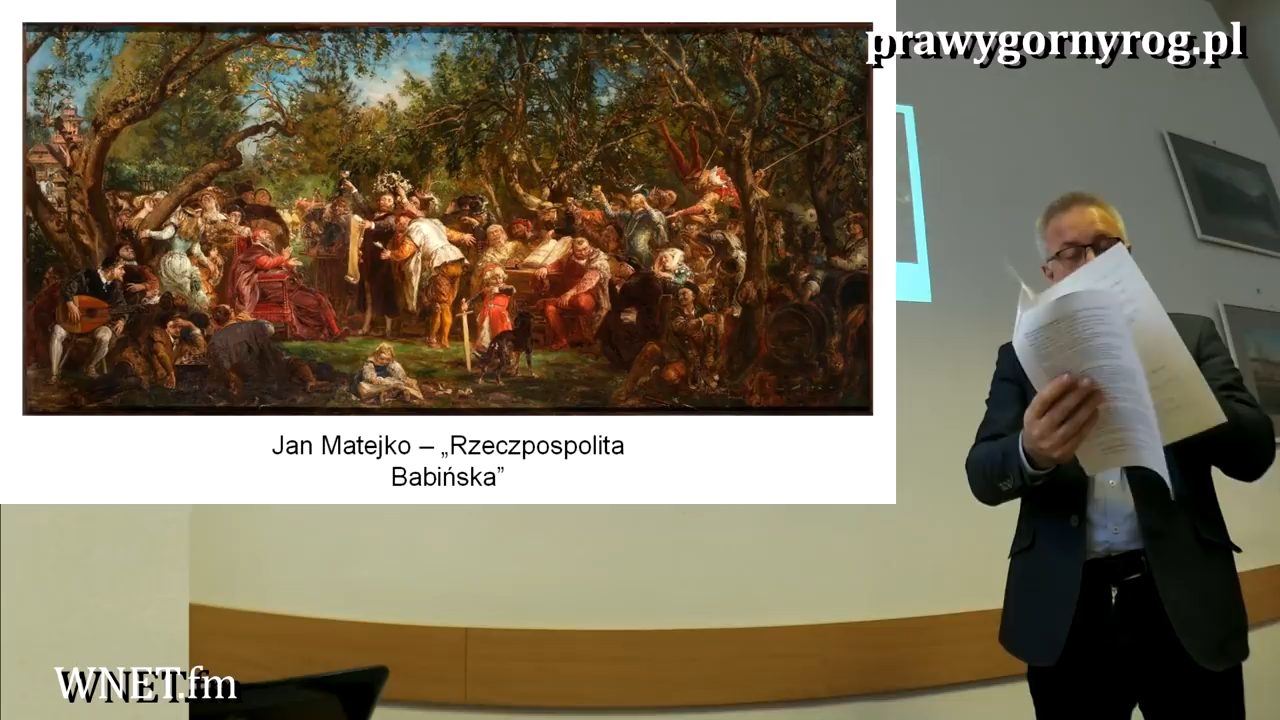 prawygornyrog.pl
Jan Matejko – „Rzeczpospolita
Babińska”
WNET.fm